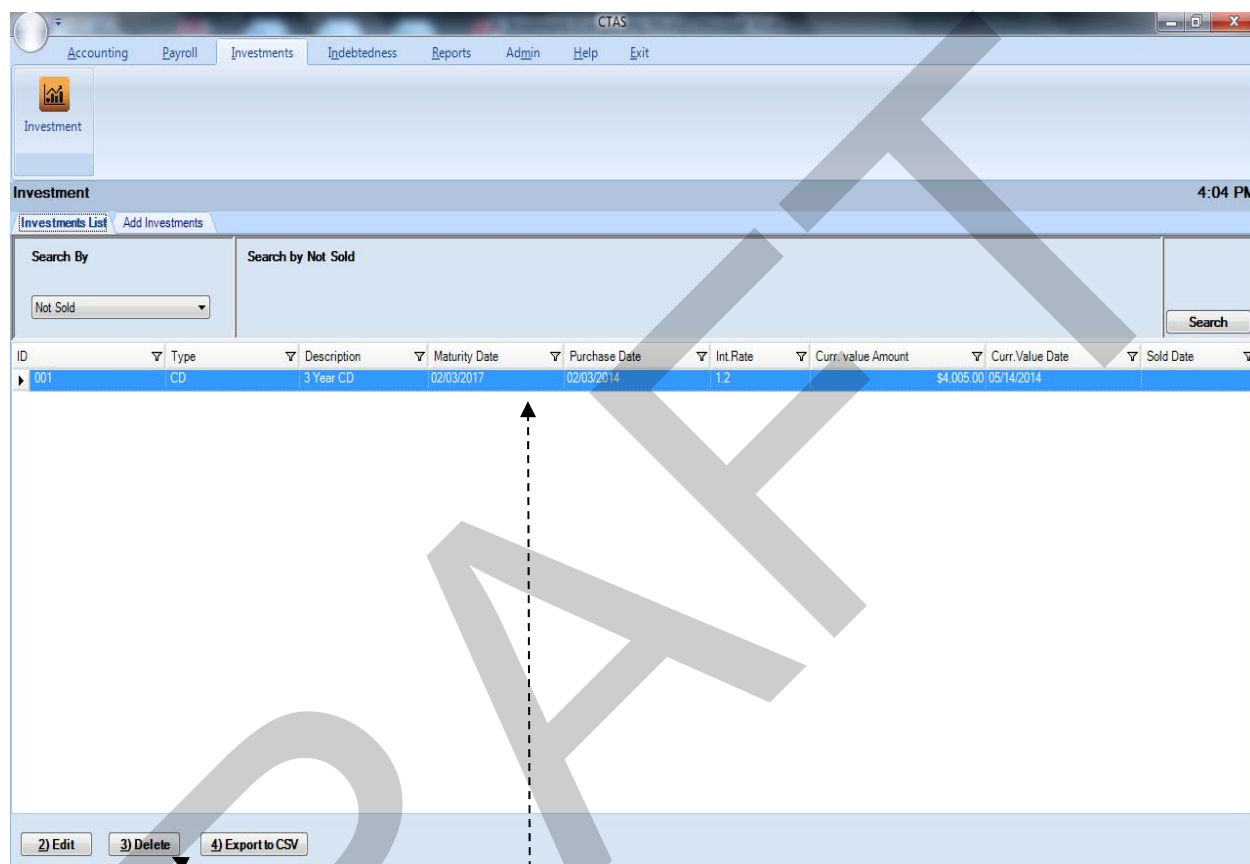 CTAS
Accounting Payroll Investments Indebtedness Reports Admin Help Exit
Investment
Investment 4:04 PM
Investments List Add Investments
Search By Search by Not Sold
Not Sold
Search
ID Type Description Maturity Date Purchase Date Int.Rate Curr. value Amount Curr.Value Date Sold Date
001 CD 3 Year CD 02/03/2017 02/03/2014 1.2 $4,005.00 05/14/2014
2) Edit 3) Delete 4) Export to CSV
DRAFT